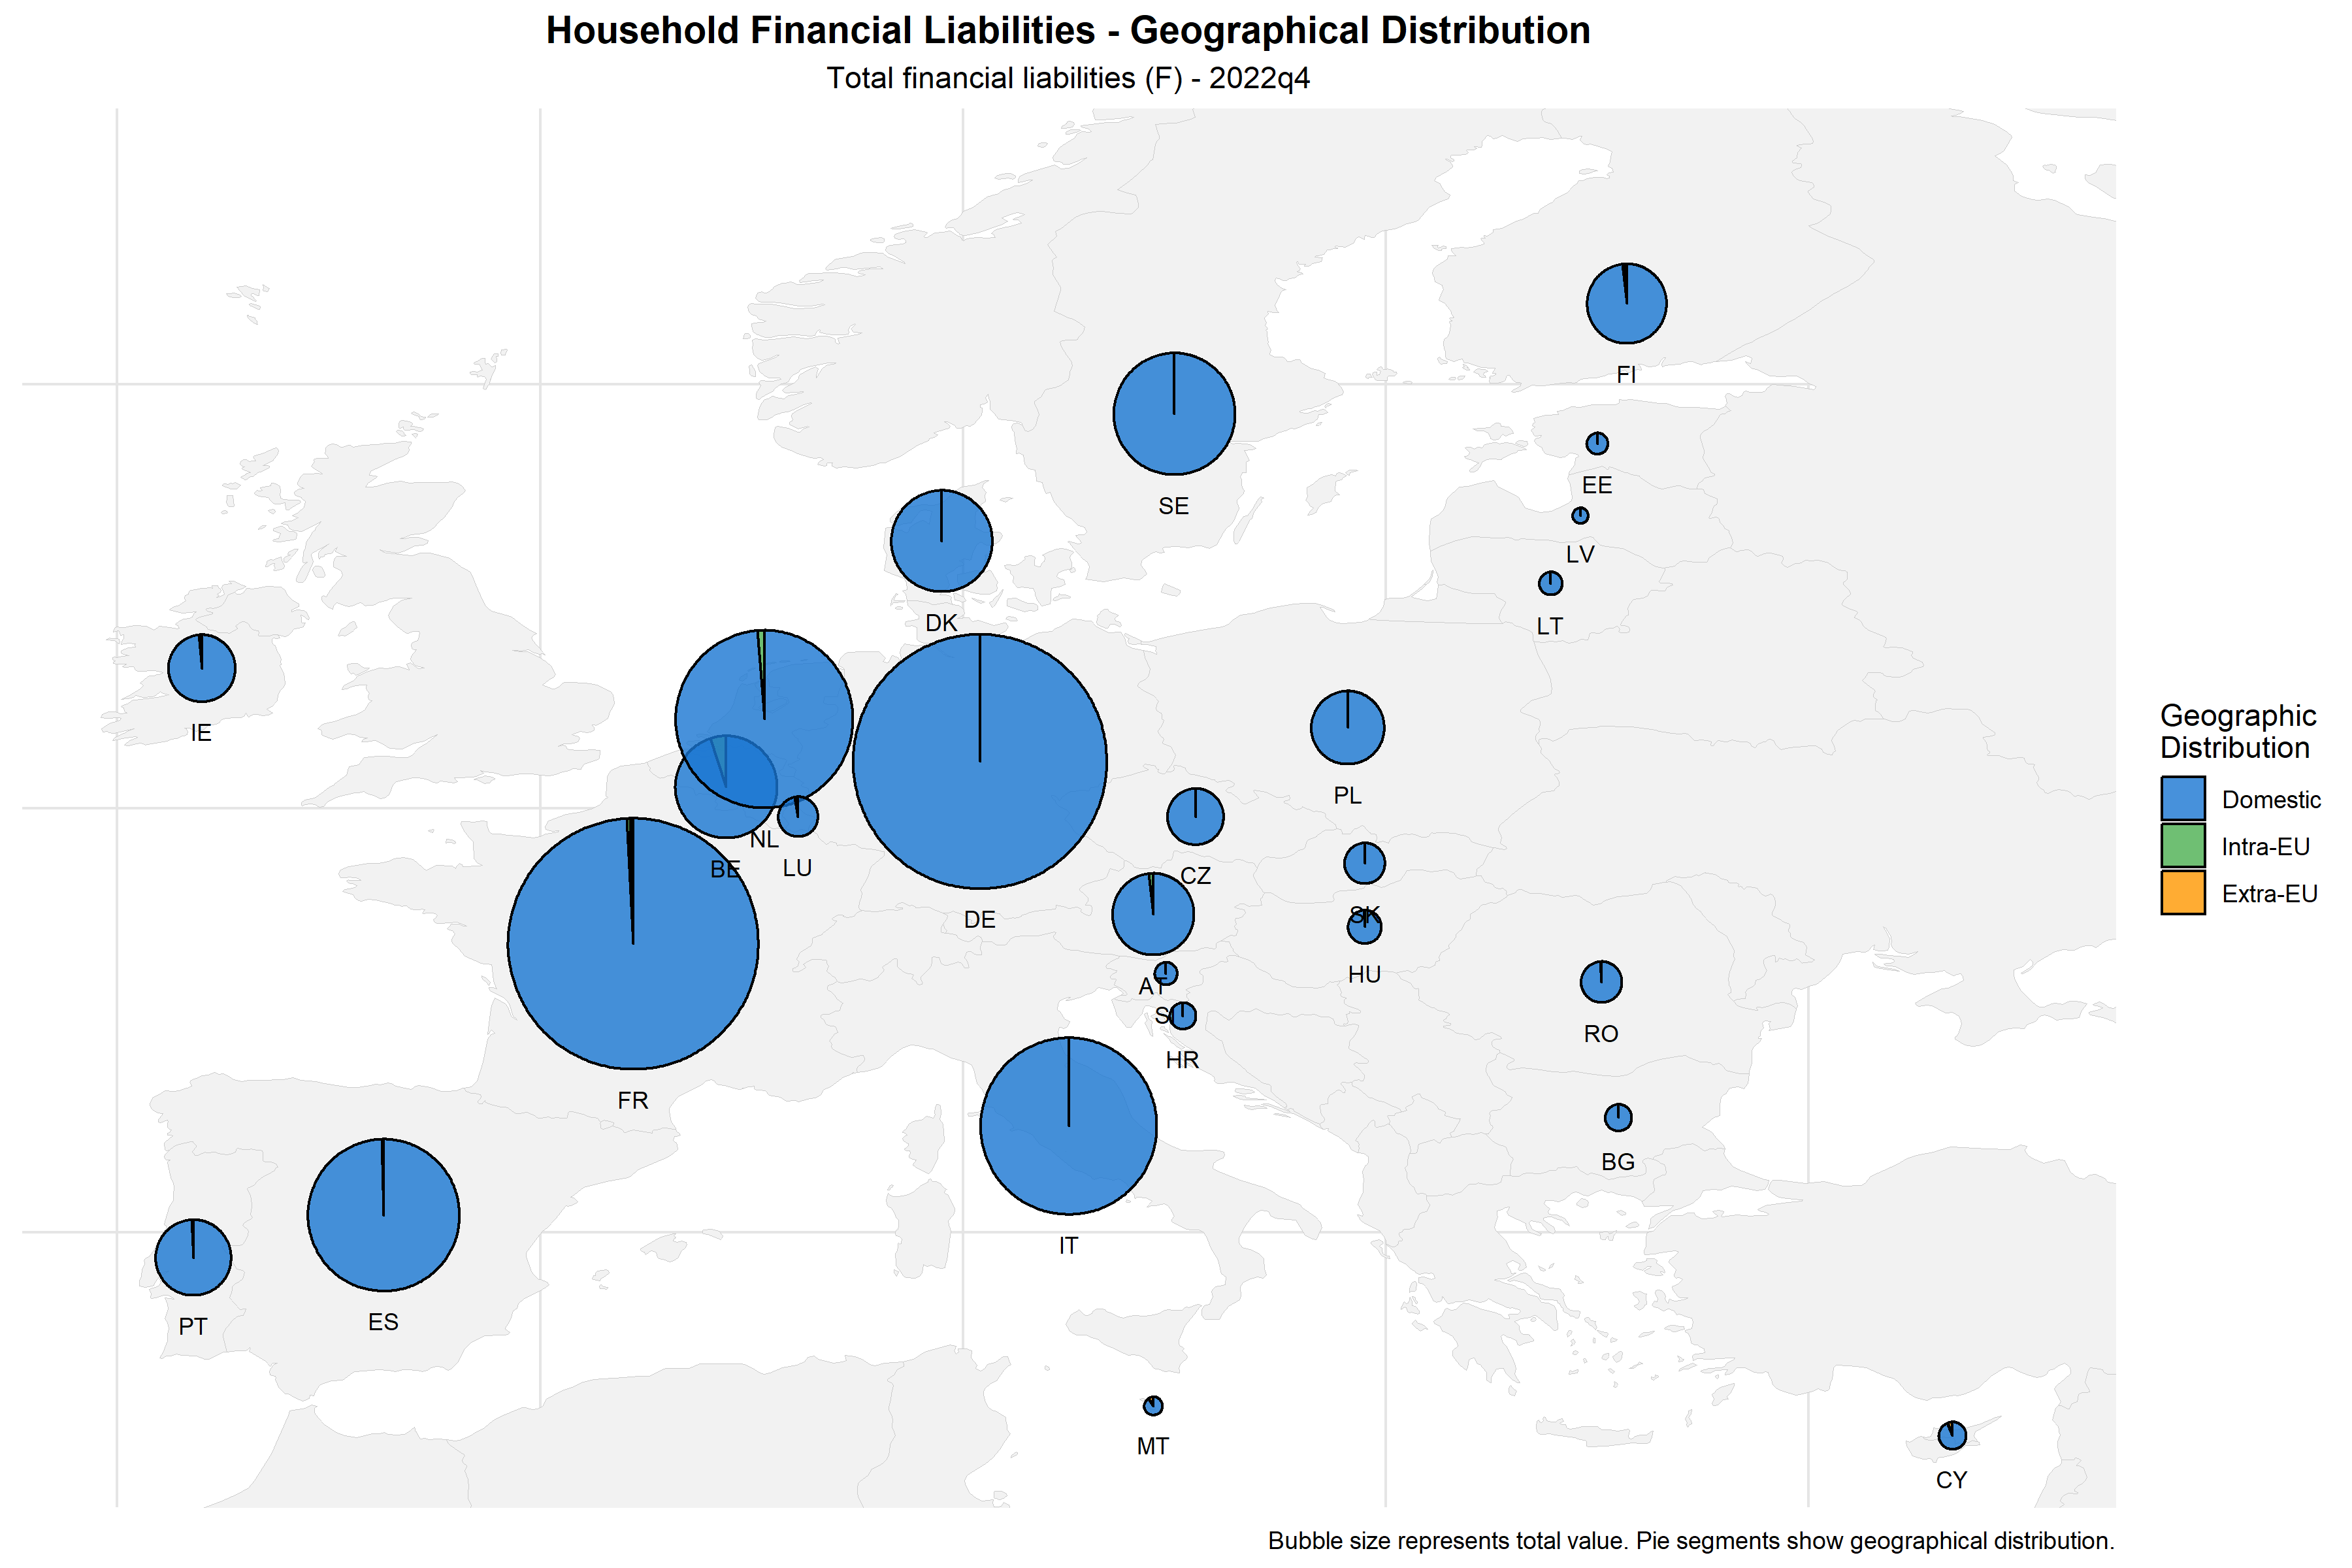 Household Financial Liabilities - Geographical Distribution
Total financial liabilities (F) - 2022q4
FI
EE
SE
LV
DK
LT
IE
PL
NL
BE
LU
CZ
DE
SK
HU
AT
SI
RO
HR
FR
BG
IT
PT
ES
MT
CY
Geographic
Distribution
Domestic
Intra-EU
Extra-EU
Bubble size represents total value. Pie segments show geographical distribution.